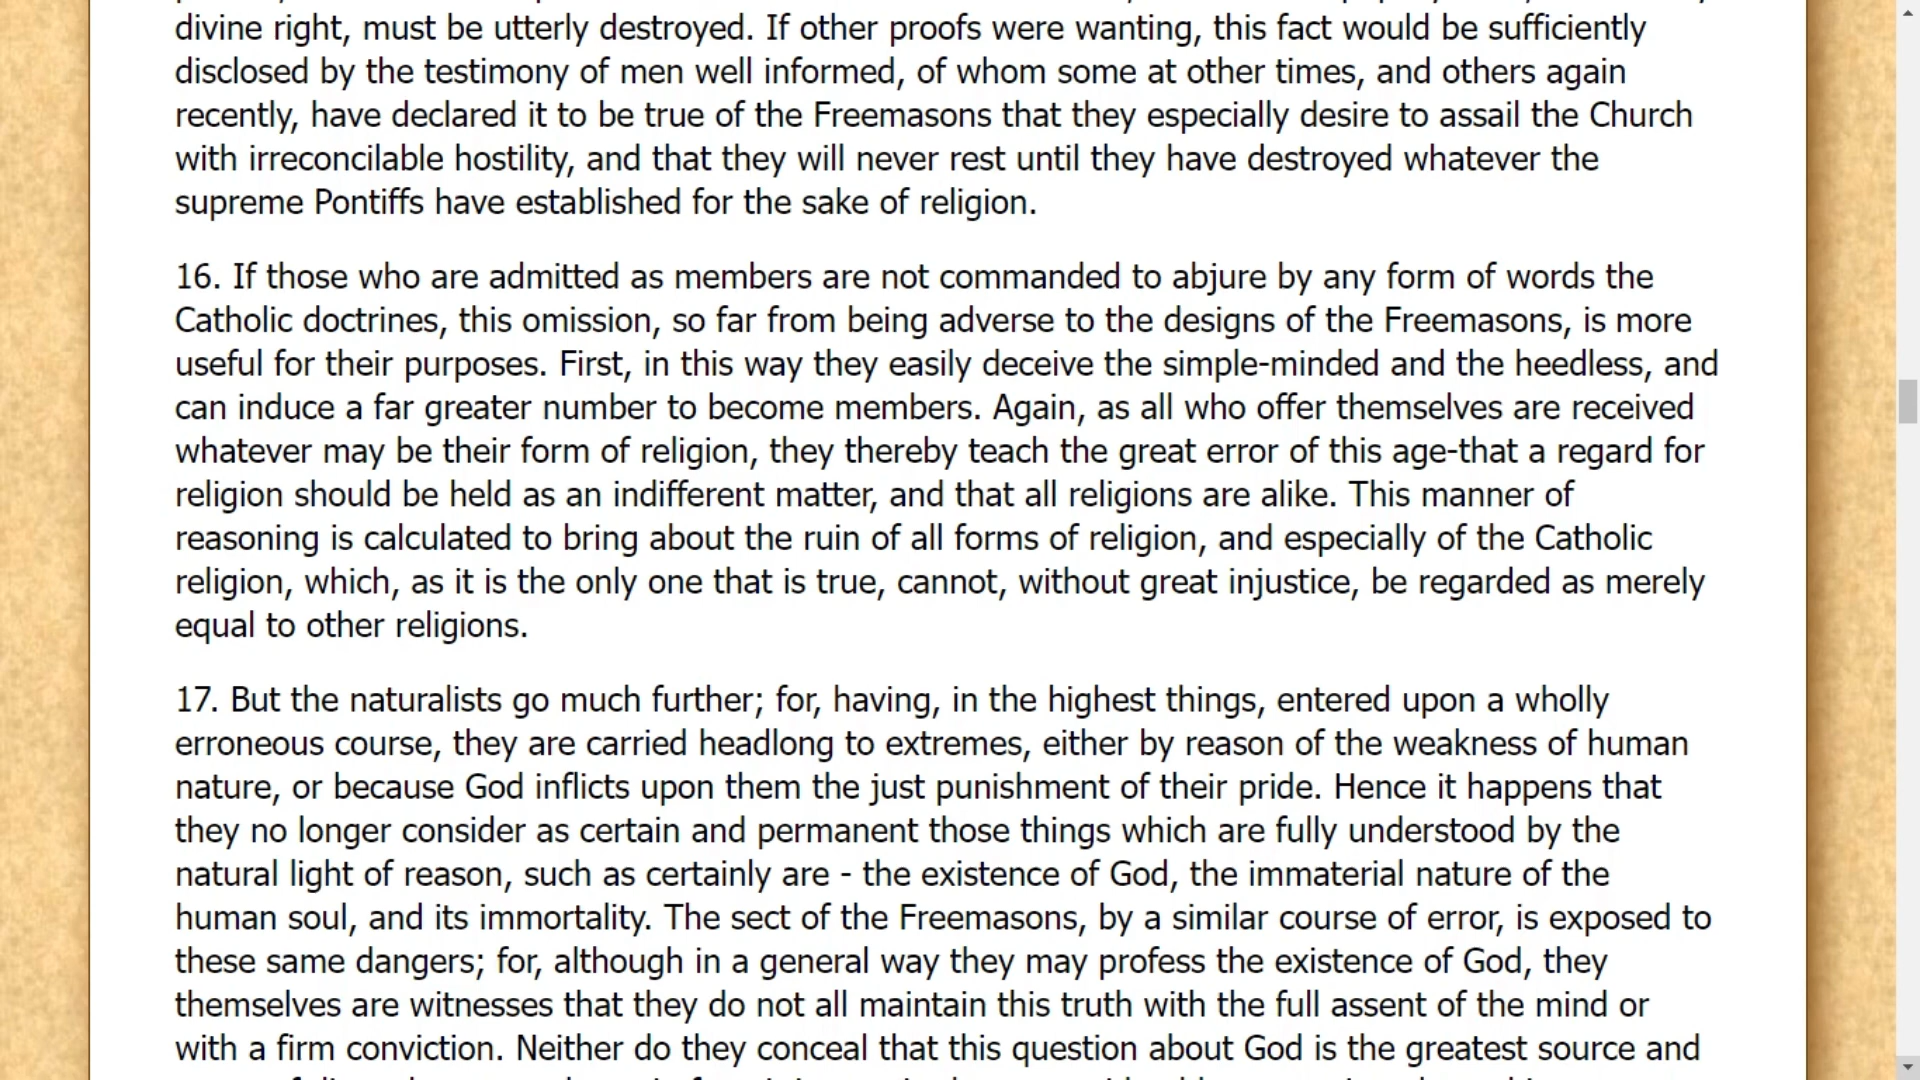 divine right, must be utterly destroyed. If other proofs were wanting, this fact would be sufficiently
disclosed by the testimony of men well informed, of whom some at other times, and others again
recently, have declared it to be true of the Freemasons that they especially desire to assail the Church
with irreconcilable hostility, and that they will never rest until they have destroyed whatever the
supreme Pontiffs have established for the sake of religion.
16. If those who are admitted as members are not commanded to abjure by any form of words the
Catholic doctrines, this omission, so far from being adverse to the designs of the Freemasons, is more
useful for their purposes. First, in this way they easily deceive the simple-minded and the heedless, and
can induce a far greater number to become members. Again, as all who offer themselves are received
whatever may be their form of religion, they thereby teach the great error of this age-that a regard for
religion should be held as an indifferent matter, and that all religions are alike. This manner of
reasoning is calculated to bring about the ruin of all forms of religion, and especially of the Catholic
religion, which, as it is the only one that is true, cannot, without great injustice, be regarded as merely
equal to other religions.
17. But the naturalists go much further; for, having, in the highest things, entered upon a wholly
erroneous course, they are carried headlong to extremes, either by reason of the weakness of human
nature, or because God inflicts upon them the just punishment of their pride. Hence it happens that
they no longer consider as certain and permanent those things which are fully understood by the
natural light of reason, such as certainly are - the existence of God, the immaterial nature of the
human soul, and its immortality. The sect of the Freemasons, by a similar course of error, is exposed to
these same dangers; for, although in a general way they may profess the existence of God, they
themselves are witnesses that they do not all maintain this truth with the full assent of the mind or
with a firm conviction. Neither do they conceal that this question about God is the greatest source and